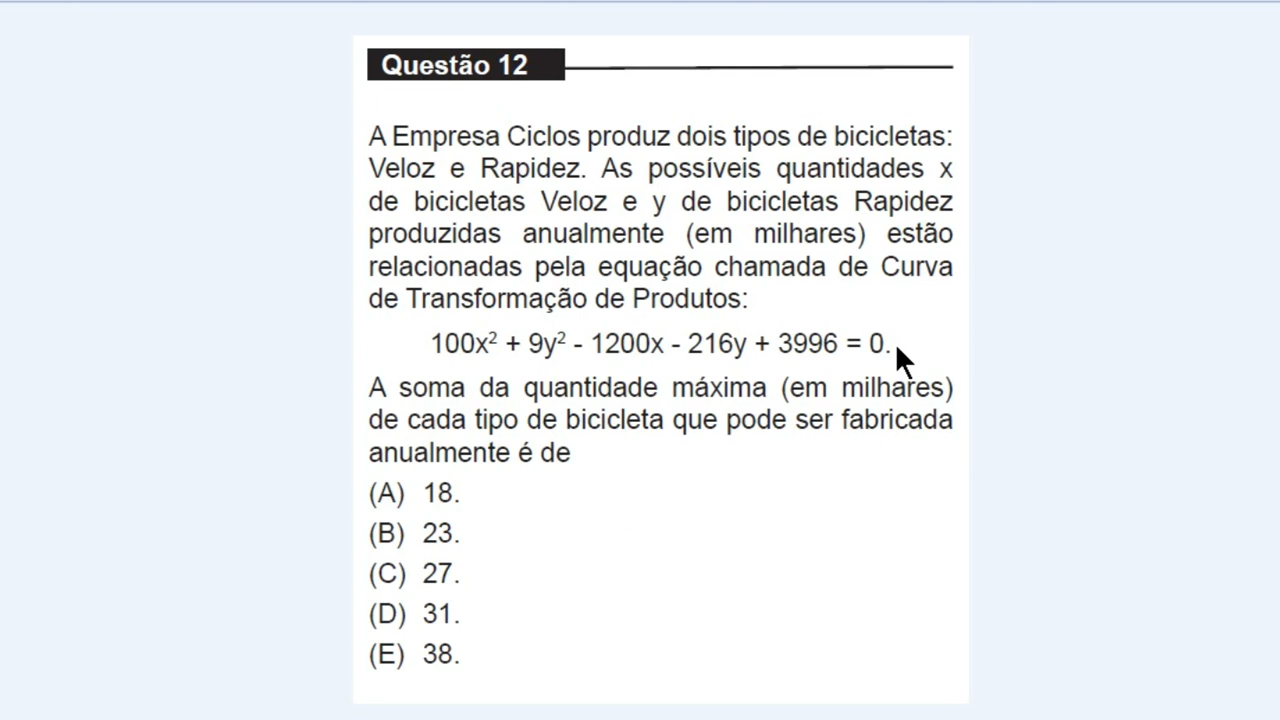 Questão 12
A Empresa Ciclos produz dois tipos de bicicletas:
Veloz e Rapidez. As possíveis quantidades x
de bicicletas Veloz e y de bicicletas Rapidez
produzidas anualmente (em milhares) estão
relacionadas pela equação chamada de Curva
de Transformação de Produtos:
100x² + 9y² - 1200x - 216y + 3996 = 0.
A soma da quantidade máxima (em milhares)
de cada tipo de bicicleta que pode ser fabricada
anualmente é de
(A) 18.
(B) 23.
(C) 27.
(D) 31.
(E) 38.